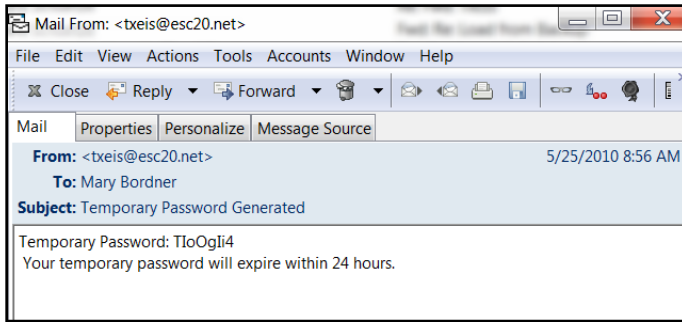 Mail From: <txeis@esc20.net>
File Edit View Actions Tools Accounts Window Help
Close Reply Forward
Mail Properties Personalize Message Source
From: <txeis@esc20.net> 5/25/2010 8:56 AM
To: Mary Bordner
Subject: Temporary Password Generated
Temporary Password: TIoOgIi4
Your temporary password will expire within 24 hours.